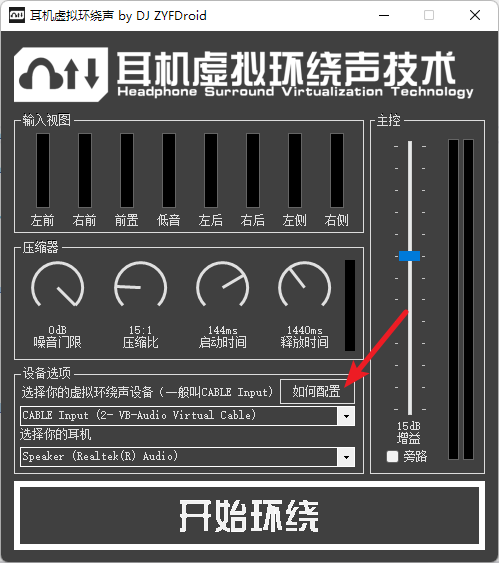 耳机虚拟环绕声 by DJ ZYFDroid
耳机虚拟环绕声技术
Headphone Surround Virtualization Technology
输入视图
左前 右前 前置 低音 左后 右后 左侧 右侧
压缩器
0dB 15:1 144ms 1440ms
噪音门限 压缩比 启动时间 释放时间
设备选项
选择你的虚拟环绕声设备（一般叫CABLE Input） 如何配置
CABLE Input (2- VB-Audio Virtual Cable)
选择你的耳机
Speaker (Realtek(R) Audio)
主控
15dB
增益
旁路
开始环绕